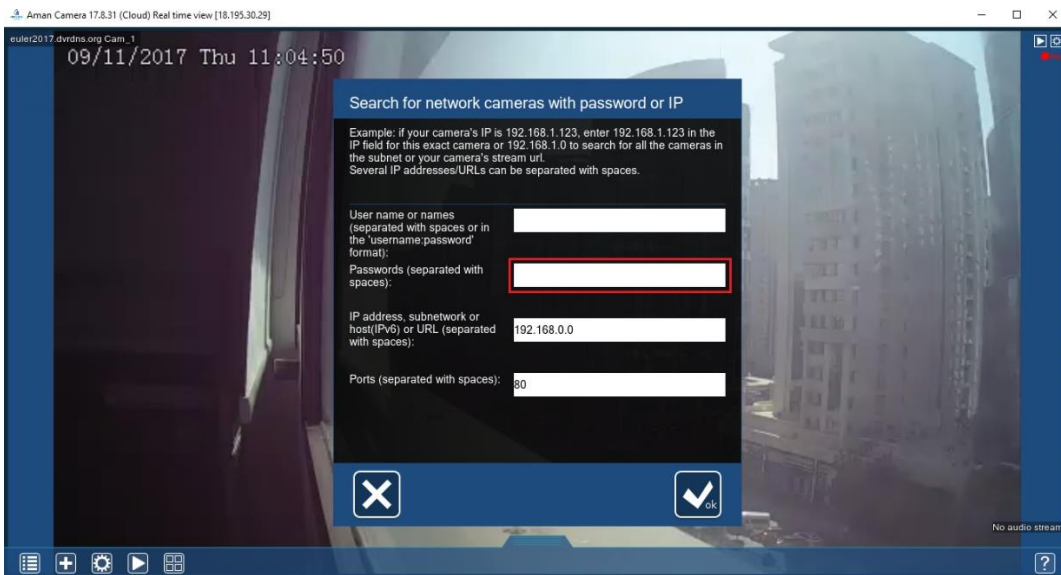 Aman Camera 17.8.31 (Cloud) Real time view [18.195.30.29]
euler2017.dvrdns.org Cam_1
09/11/2017 Thu 11:04:50
Search for network cameras with password or IP
Example: if your camera's IP is 192.168.1.123, enter 192.168.1.123 in the
IP field for this exact camera or 192.168.1.0 to search for all the cameras in
the subnet or your camera's stream url.
Several IP addresses/URLs can be separated with spaces.
User name or names
(separated with spaces or in
the 'username:password'
format):
Passwords (separated with
spaces):
IP address, subnetwork or
host(IPv6) or URL (separated
with spaces):
192.168.0.0
Ports (separated with spaces):
80
ok
No audio stream
?